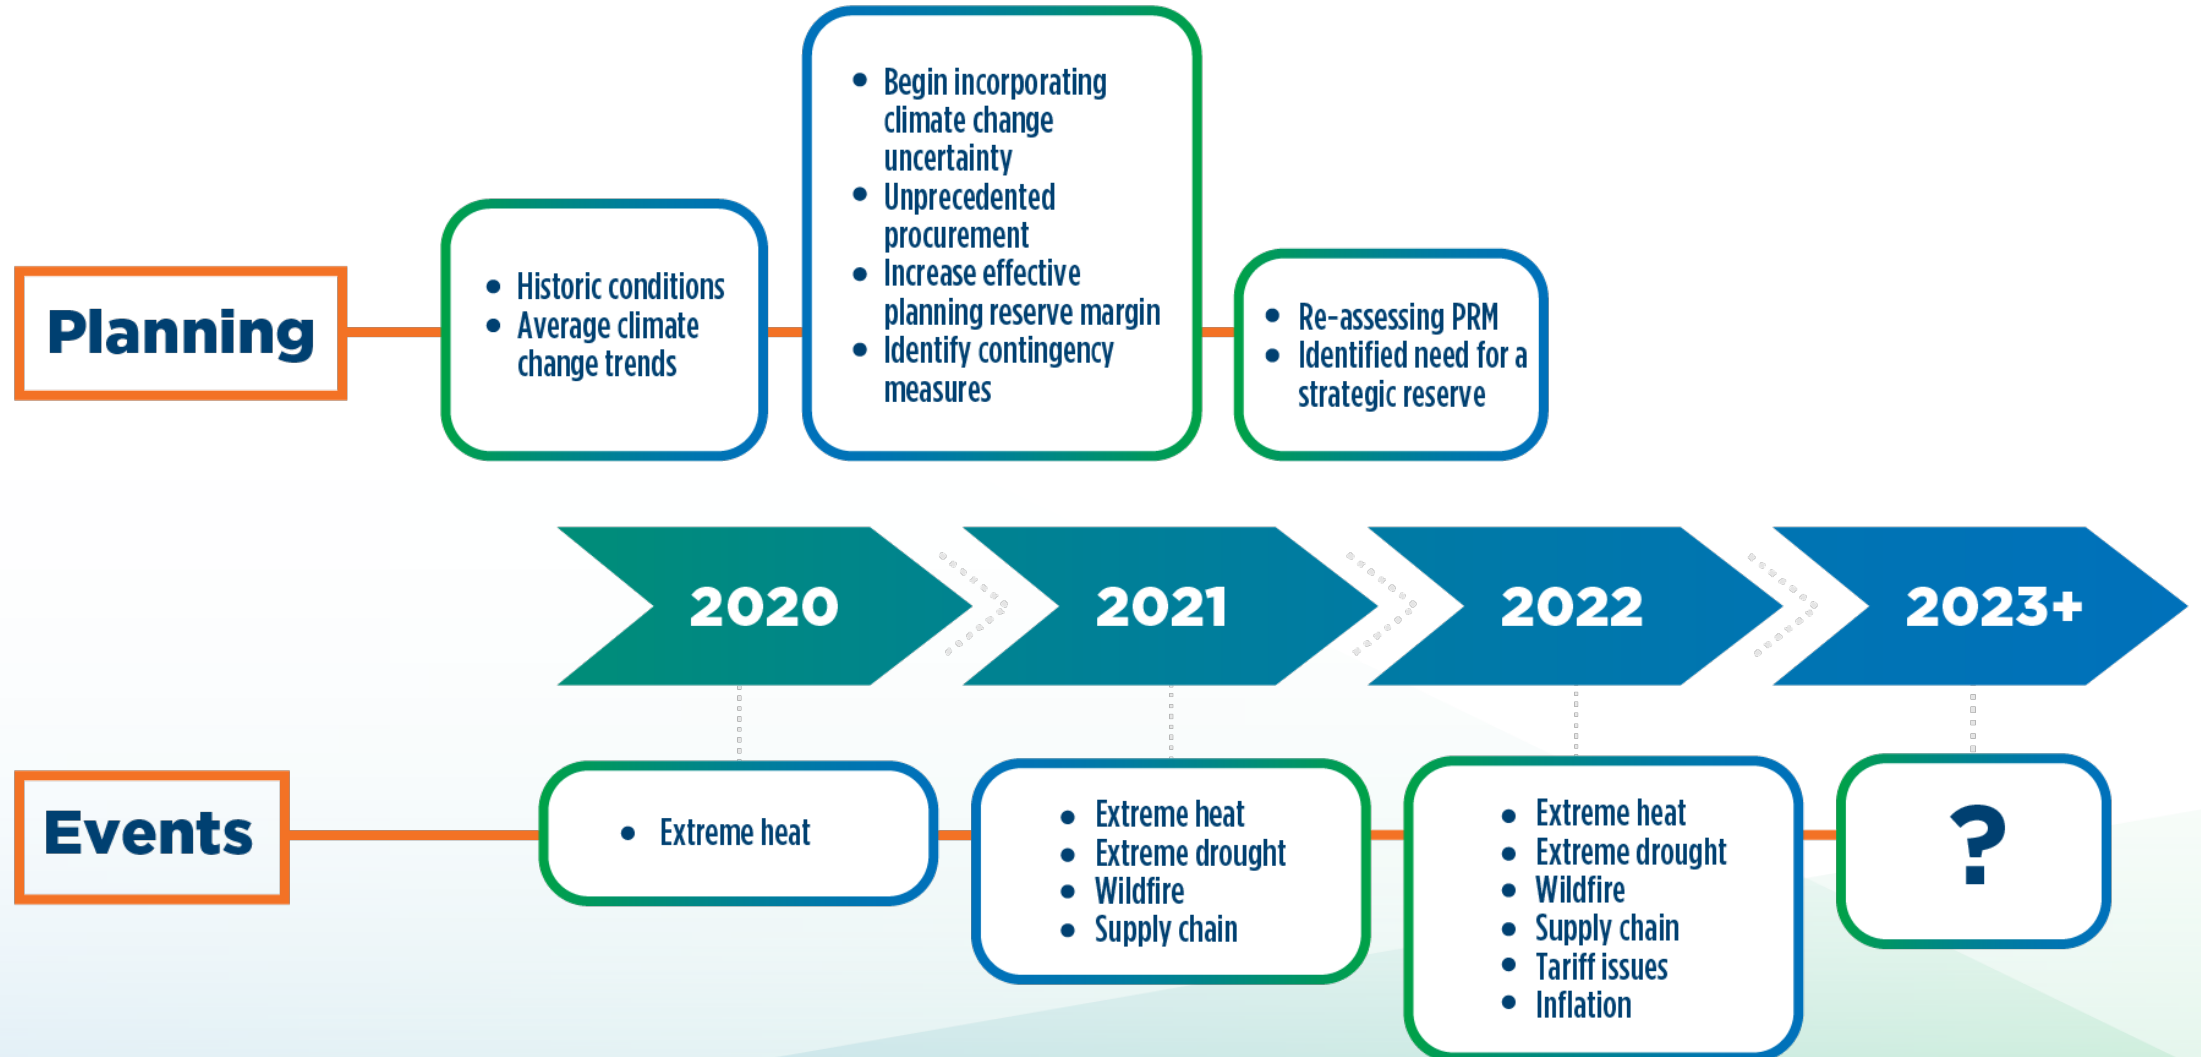 Planning
• Historic conditions
• Average climate
change trends
• Begin incorporating
climate change
uncertainty
• Unprecedented
procurement
• Increase effective
planning reserve margin
• Identify contingency
measures
• Re-assessing PRM
• Identified need for a
strategic reserve
2020
2021
2022
2023+
Events
• Extreme heat
• Extreme heat
• Extreme drought
• Wildfire
• Supply chain
• Extreme heat
• Extreme drought
• Wildfire
• Supply chain
• Tariff issues
• Inflation
?